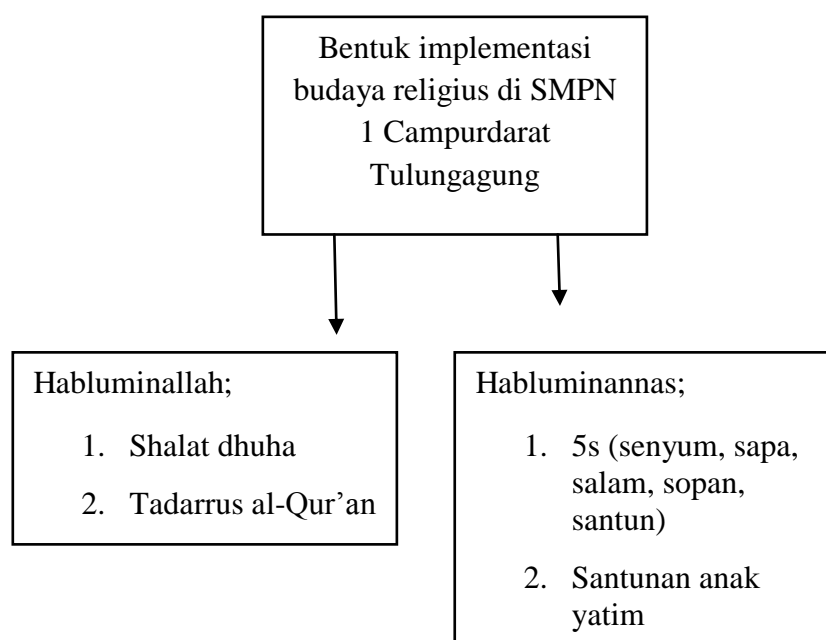 Bentuk implementasi
budaya religius di SMPN
1 Campurdarat
Tulungagung
Habluminallah;
1. Shalat dhuha
2. Tadarrus al-Qur’an
Habluminannas;
1. 5s (senyum, sapa,
salam, sopan,
santun)
2. Santunan anak
yatim